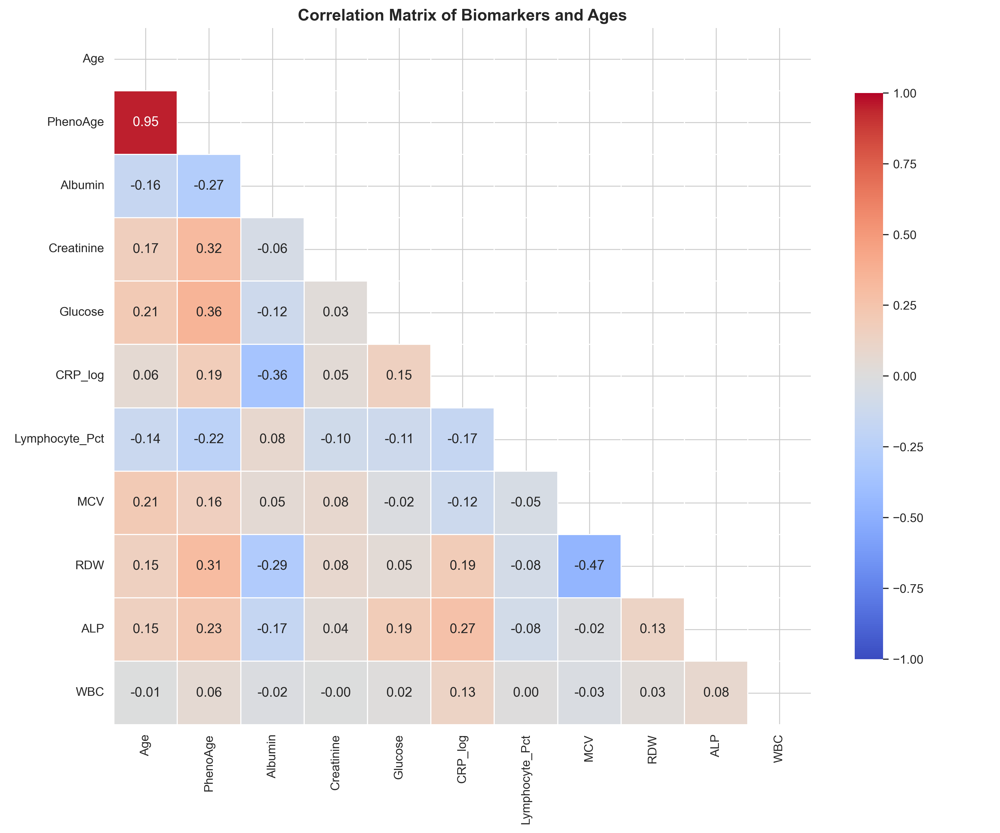 Correlation Matrix of Biomarkers and Ages
Age
PhenoAge 0.95
Albumin -0.16 -0.27
Creatinine 0.17 0.32 -0.06
Glucose 0.21 0.36 -0.12 0.03
CRP_log 0.06 0.19 -0.36 0.05 0.15
Lymphocyte_Pct -0.14 -0.22 0.08 -0.10 -0.11 -0.17
MCV 0.21 0.16 0.05 0.08 -0.02 -0.12 -0.05
RDW 0.15 0.31 -0.29 0.08 0.05 0.19 -0.08 -0.47
ALP 0.15 0.23 -0.17 0.04 0.19 0.27 -0.08 -0.02 0.13
WBC -0.01 0.06 -0.02 -0.00 0.02 0.13 0.00 -0.03 0.03 0.08
Age
PhenoAge
Albumin
Creatinine
Glucose
CRP_log
Lymphocyte_Pct
MCV
RDW
ALP
WBC
1.00
0.75
0.50
0.25
0.00
−0.25
−0.50
−0.75
−1.00